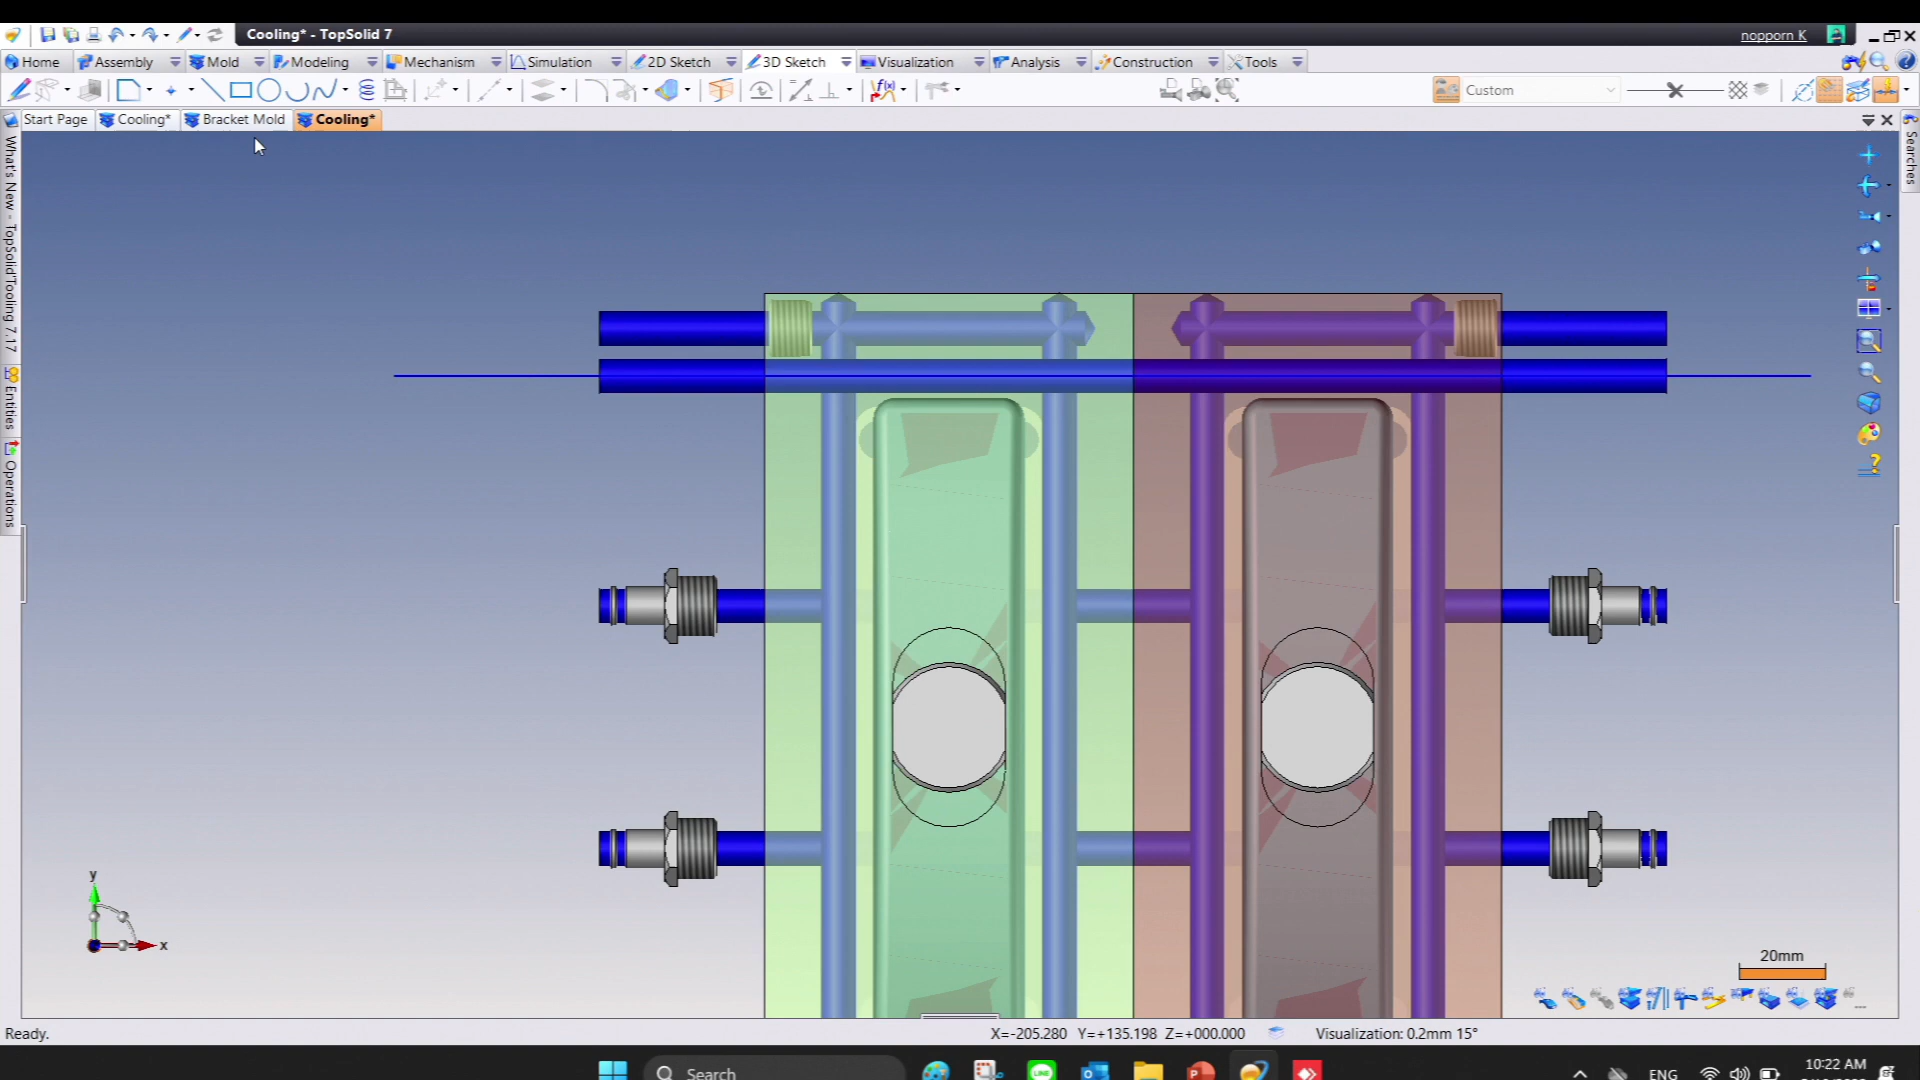 Cooling* - TopSolid 7
nopporn K
Home
Assembly
Mold
Modeling
Mechanism
Simulation
2D Sketch
3D Sketch
Visualization
Analysis
Construction
Tools
Custom
Start Page
Cooling*
Bracket Mold
Cooling*
What's New - TopSolid'Tooling 7.17
Entities
Operations
Searches
y
x
20mm
Ready.
X=-205.280 Y=+135.198 Z=+000.000
Visualization: 0.2mm 15°
Search
LINE
ENG
10:22 AM